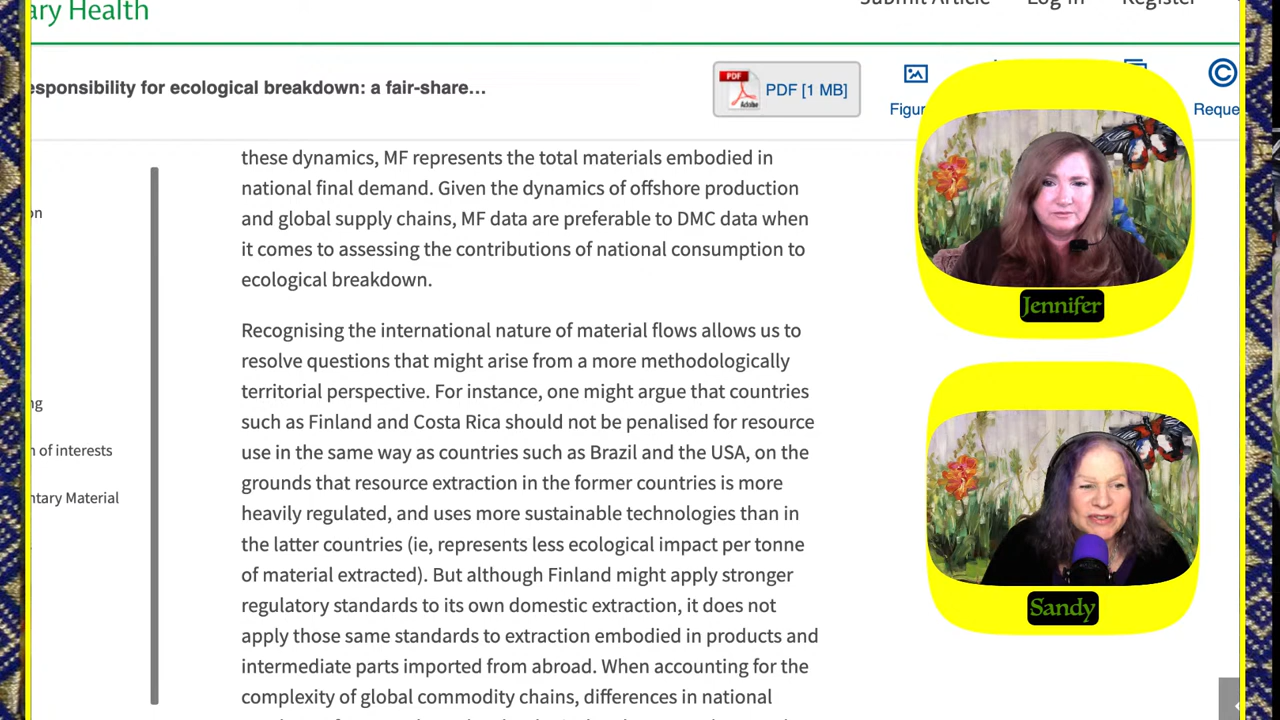 ary Health
Submit Article
Log in
Register
esponsibility for ecological breakdown: a fair-share…
PDF
Adobe
PDF [1 MB]
Figur
Reque
on
ng
n of interests
ntary Material
these dynamics, MF represents the total materials embodied in
national final demand. Given the dynamics of offshore production
and global supply chains, MF data are preferable to DMC data when
it comes to assessing the contributions of national consumption to
ecological breakdown.
Recognising the international nature of material flows allows us to
resolve questions that might arise from a more methodologically
territorial perspective. For instance, one might argue that countries
such as Finland and Costa Rica should not be penalised for resource
use in the same way as countries such as Brazil and the USA, on the
grounds that resource extraction in the former countries is more
heavily regulated, and uses more sustainable technologies than in
the latter countries (ie, represents less ecological impact per tonne
of material extracted). But although Finland might apply stronger
regulatory standards to its own domestic extraction, it does not
apply those same standards to extraction embodied in products and
intermediate parts imported from abroad. When accounting for the
complexity of global commodity chains, differences in national
Jennifer
Sandy